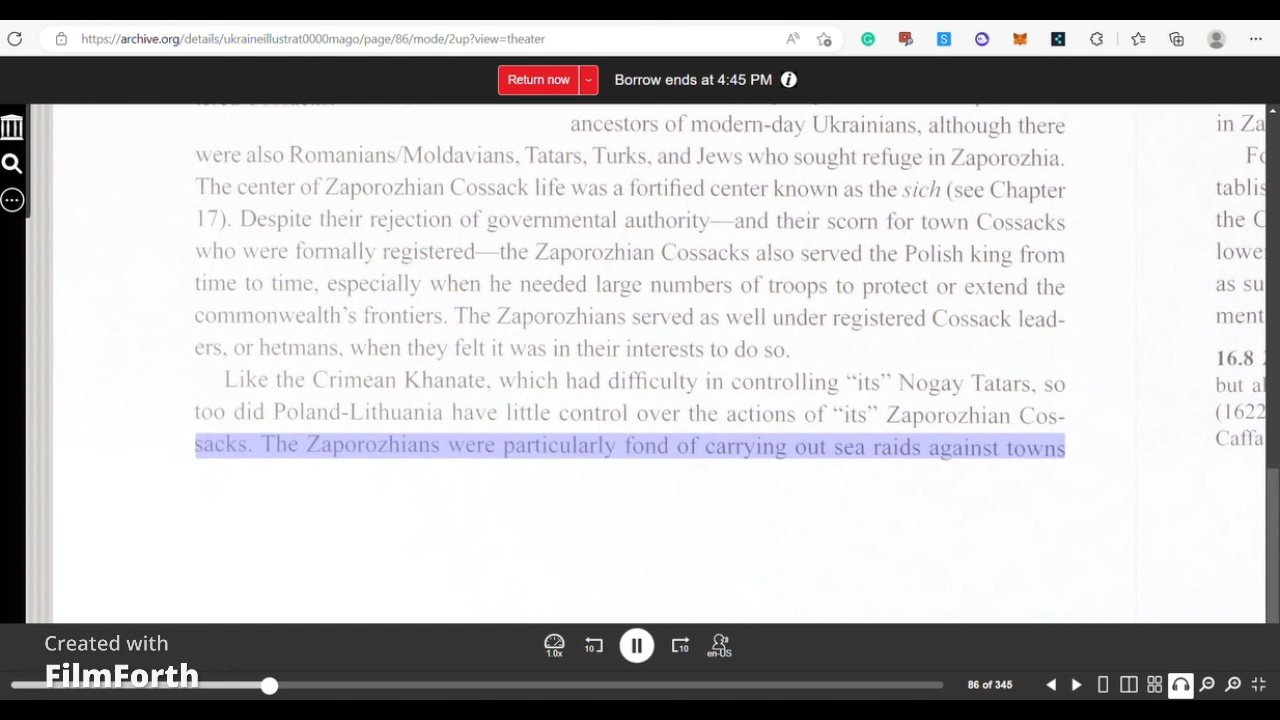 https://archive.org/details/ukraineillustrat0000mago/page/86/mode/2up?view=theater
Return now
Borrow ends at 4:45 PM
ancestors of modern-day Ukrainians, although there
were also Romanians/Moldavians, Tatars, Turks, and Jews who sought refuge in Zaporozhia.
The center of Zaporozhian Cossack life was a fortified center known as the sich (see Chapter
17). Despite their rejection of governmental authority—and their scorn for town Cossacks
who were formally registered—the Zaporozhian Cossacks also served the Polish king from
time to time, especially when he needed large numbers of troops to protect or extend the
commonwealth's frontiers. The Zaporozhians served as well under registered Cossack lead-
ers, or hetmans, when they felt it was in their interests to do so.
Like the Crimean Khanate, which had difficulty in controlling “its” Nogay Tatars, so
too did Poland-Lithuania have little control over the actions of “its” Zaporozhian Cos-
sacks. The Zaporozhians were particularly fond of carrying out sea raids against towns
in Za
Fo
tablis
the C
lowe
as su
ment
16.8
but al
(1622
Caffa
Created with
FilmForth
1.0x
10
10
en-US
86 of 345